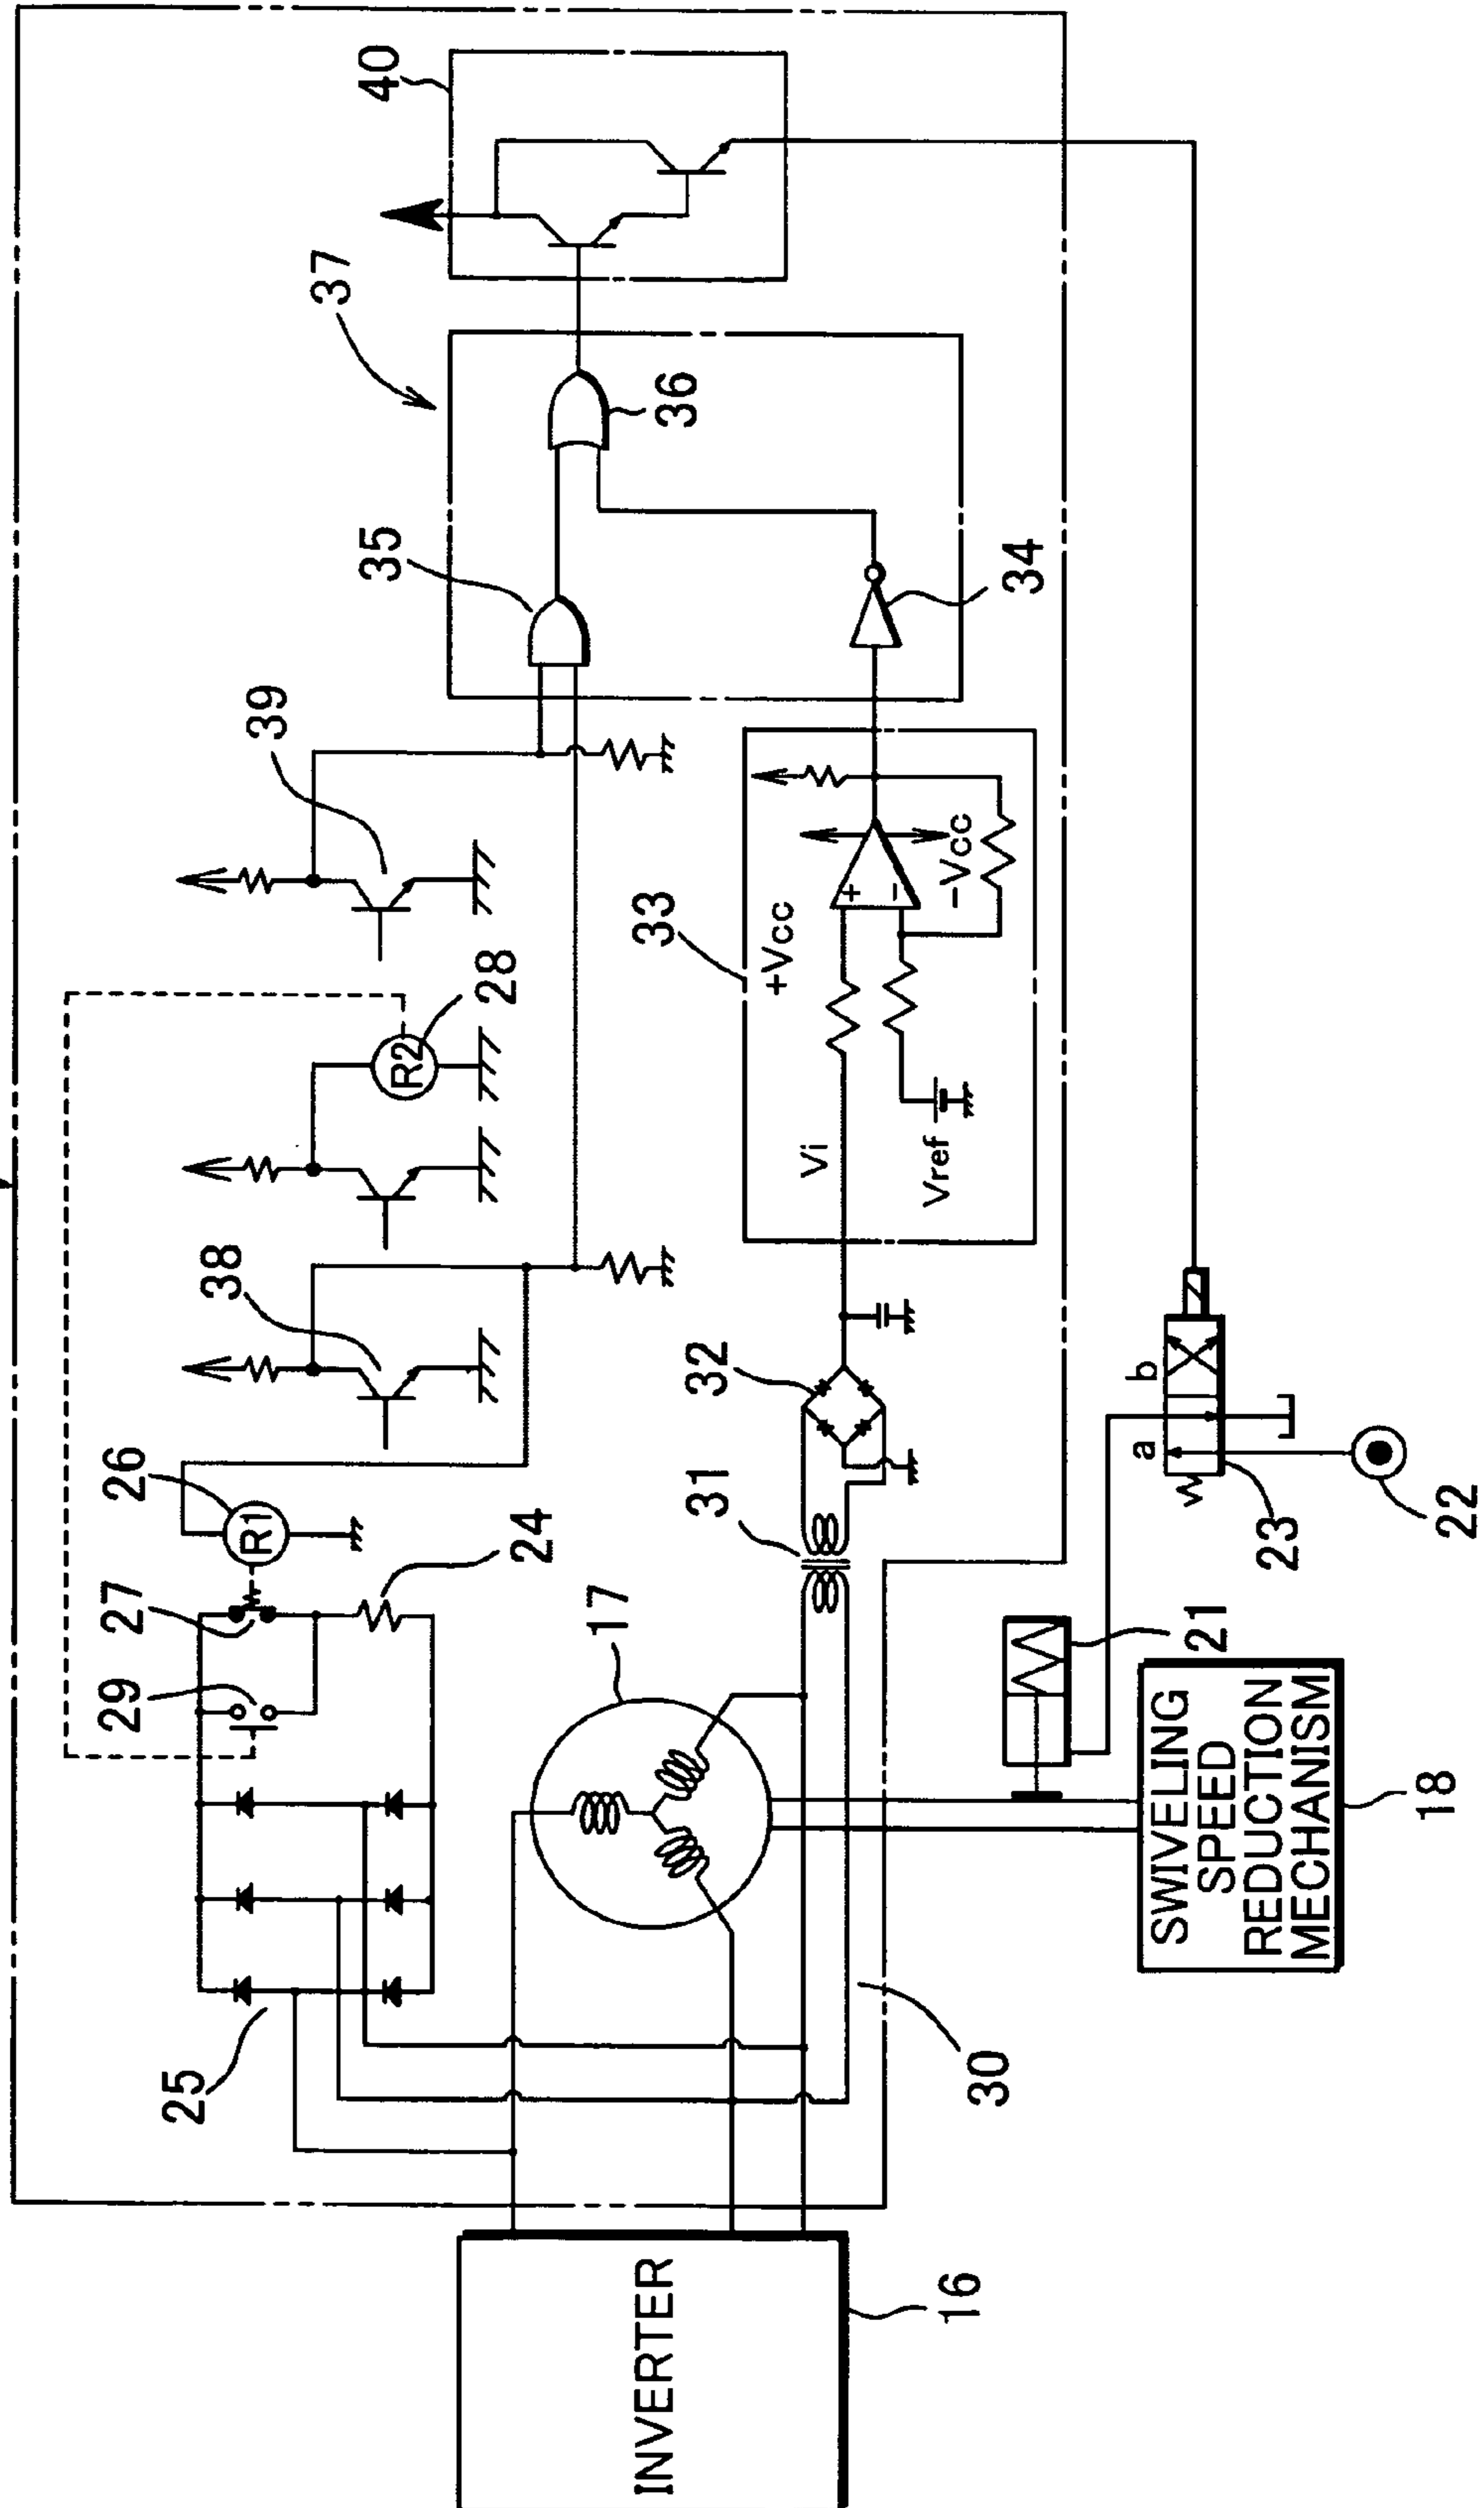 40
37
36
35
34
39
33
+Vcc
-Vcc
+
-
Vi
Vref
28
R2
38
32
31
26
R1
24
27
29
17
25
30
a
b
W
23
22
21
SWIVELING
SPEED
REDUCTION
MECHANISM
18
INVERTER
16